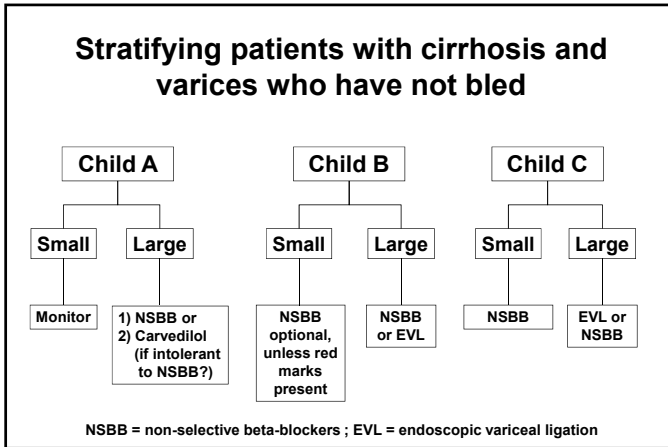 Stratifying patients with cirrhosis and
varices who have not bled
Child A
Child B
Child C
Small
Large
Small
Large
Small
Large
Monitor
1) NSBB or
2) Carvedilol
(if intolerant
to NSBB?)
NSBB
optional,
unless red
marks
present
NSBB
or EVL
NSBB
EVL or
NSBB
NSBB = non-selective beta-blockers ; EVL = endoscopic variceal ligation